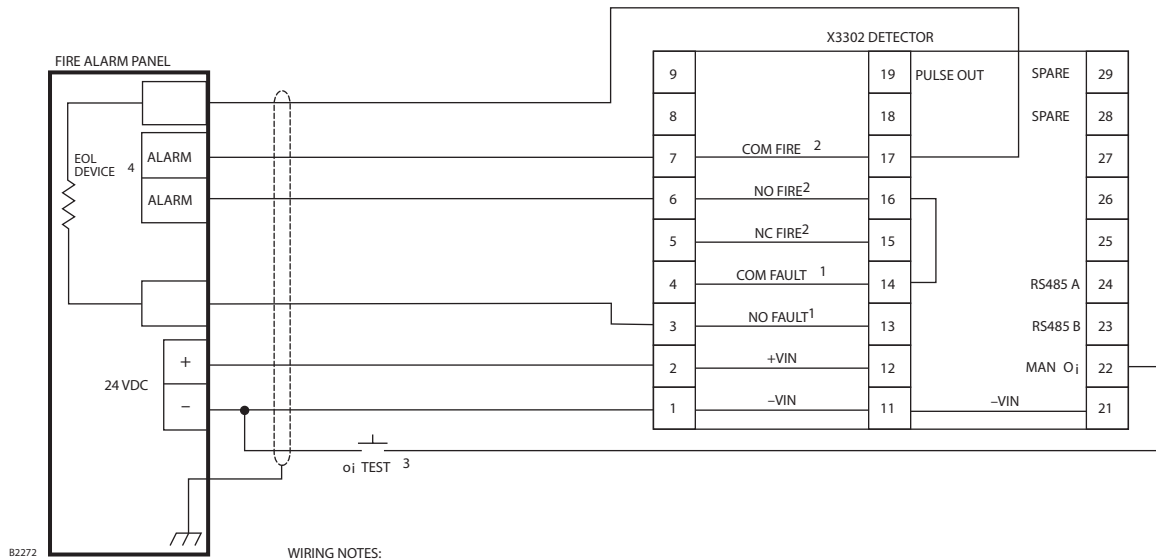 X3302 DETECTOR
FIRE ALARM PANEL
9 19 PULSE OUT SPARE 29
8 18 SPARE 28
EOL
DEVICE 4
ALARM
7 COM FIRE 2 17 27
ALARM
6 NO FIRE2 16 26
5 NC FIRE2 15 25
4 COM FAULT 1 14 RS485 A 24
3 NO FAULT1 13 RS485 B 23
24 VDC
+
2 +VIN 12 MAN Oi 22
–
1 –VIN 11 –VIN 21
oi TEST 3
B2272
WIRING NOTES: